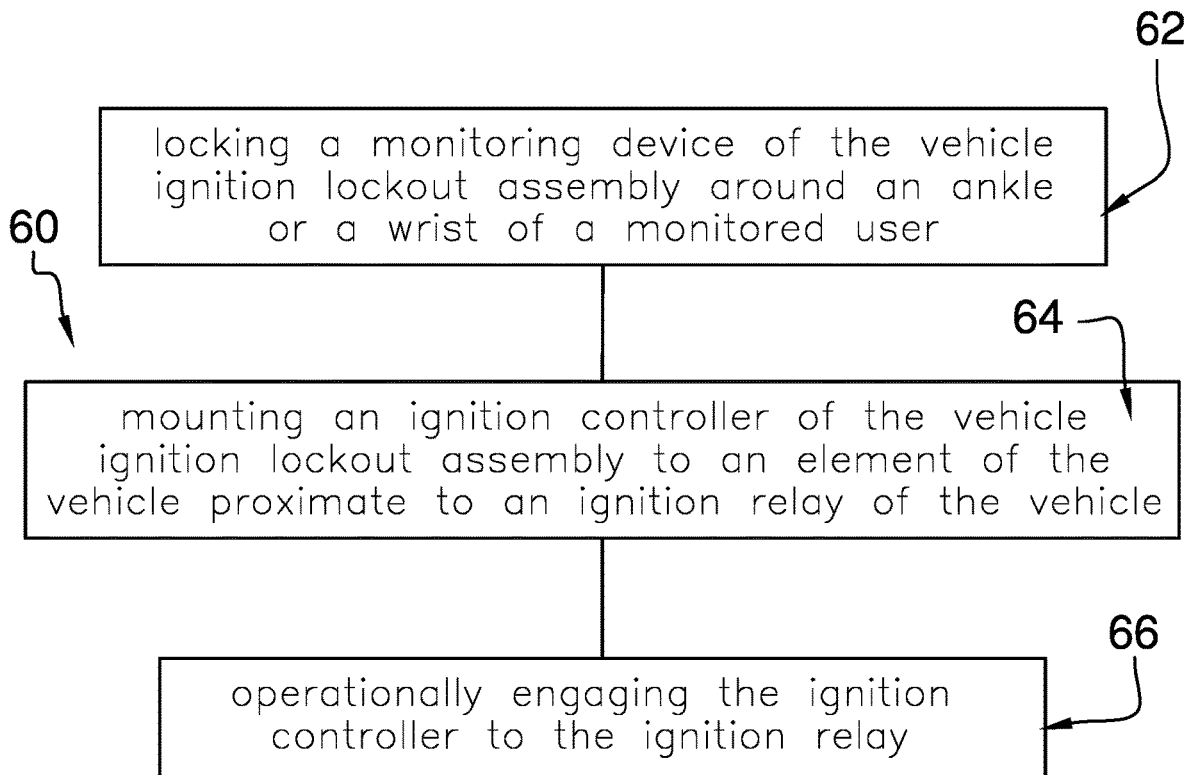 62
locking a monitoring device of the vehicle
ignition lockout assembly around an ankle
or a wrist of a monitored user
60
64
mounting an ignition controller of the vehicle
ignition lockout assembly to an element of the
vehicle proximate to an ignition relay of the vehicle
66
operationally engaging the ignition
controller to the ignition relay